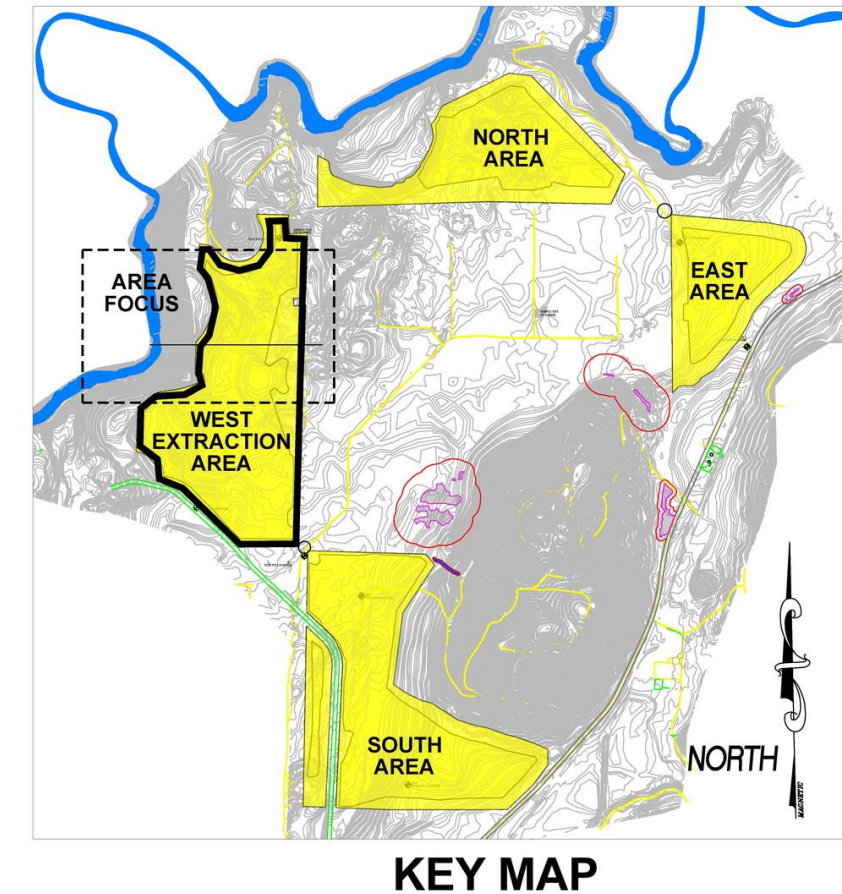 NORTH
AREA
EAST
AREA
AREA
FOCUS
WEST
EXTRACTION
AREA
SOUTH
AREA
NORTH
MAGNETIC
KEY MAP